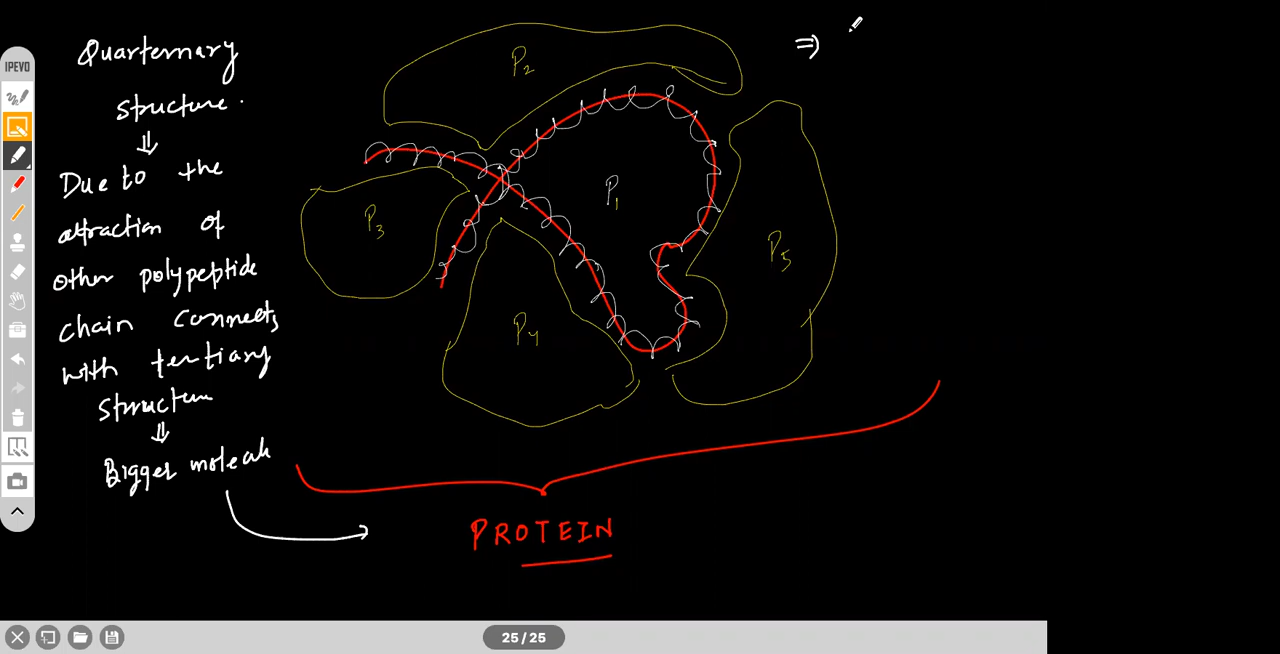 IPEVO
Quarternary
structure.
⇓
Due to the
attraction of
other polypeptide
chain connects
with tertiary
structure
⇓
Bigger molecule
P2
P1
P3
P4
P5
⇒
PROTEIN
25/25